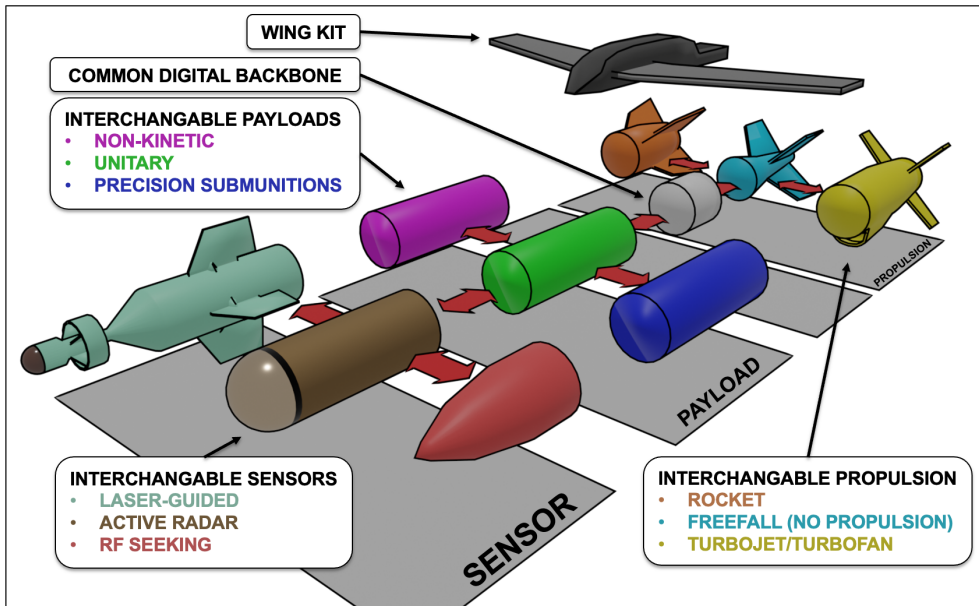 WING KIT
COMMON DIGITAL BACKBONE
INTERCHANGABLE PAYLOADS
• NON-KINETIC
• UNITARY
• PRECISION SUBMUNITIONS
PROPULSION
PAYLOAD
SENSOR
INTERCHANGABLE SENSORS
• LASER-GUIDED
• ACTIVE RADAR
• RF SEEKING
INTERCHANGABLE PROPULSION
• ROCKET
• FREEFALL (NO PROPULSION)
• TURBOJET/TURBOFAN